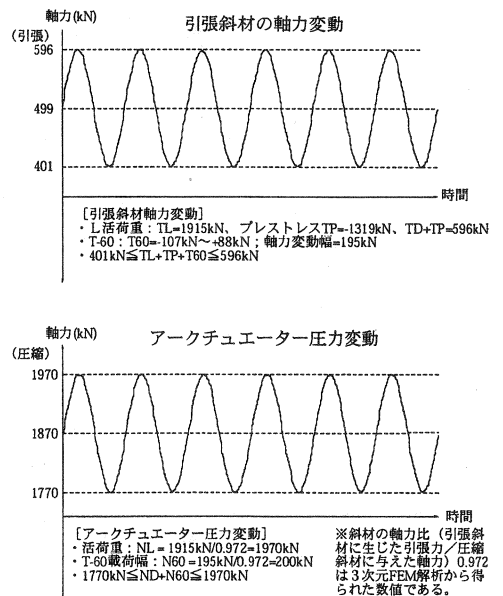 軸力(kN)
引張斜材の軸力変動
(引張)
596
499
401
時間
[引張斜材軸力変動]
・L活荷重：TL=1915kN、プレストレスTP=-1319kN、TD+TP=596kN
・T-60：T60=-107kN～+88kN；軸力変動幅=195kN
・401kN≦TL+TP+T60≦596kN
軸力(kN)
アークチュエーター圧力変動
(圧縮)
1970
1870
1770
時間
[アークチュエーター圧力変動]
・活荷重：NL = 1915kN/0.972=1970kN
・T-60載荷幅：N60 =195kN/0.972=200kN
・1770kN≦ND+N60≦1970kN
※斜材の軸力比（引張斜
材に生じた引張力／圧縮
斜材に与えた軸力）0.972
は３次元FEM解析から得
られた数値である。